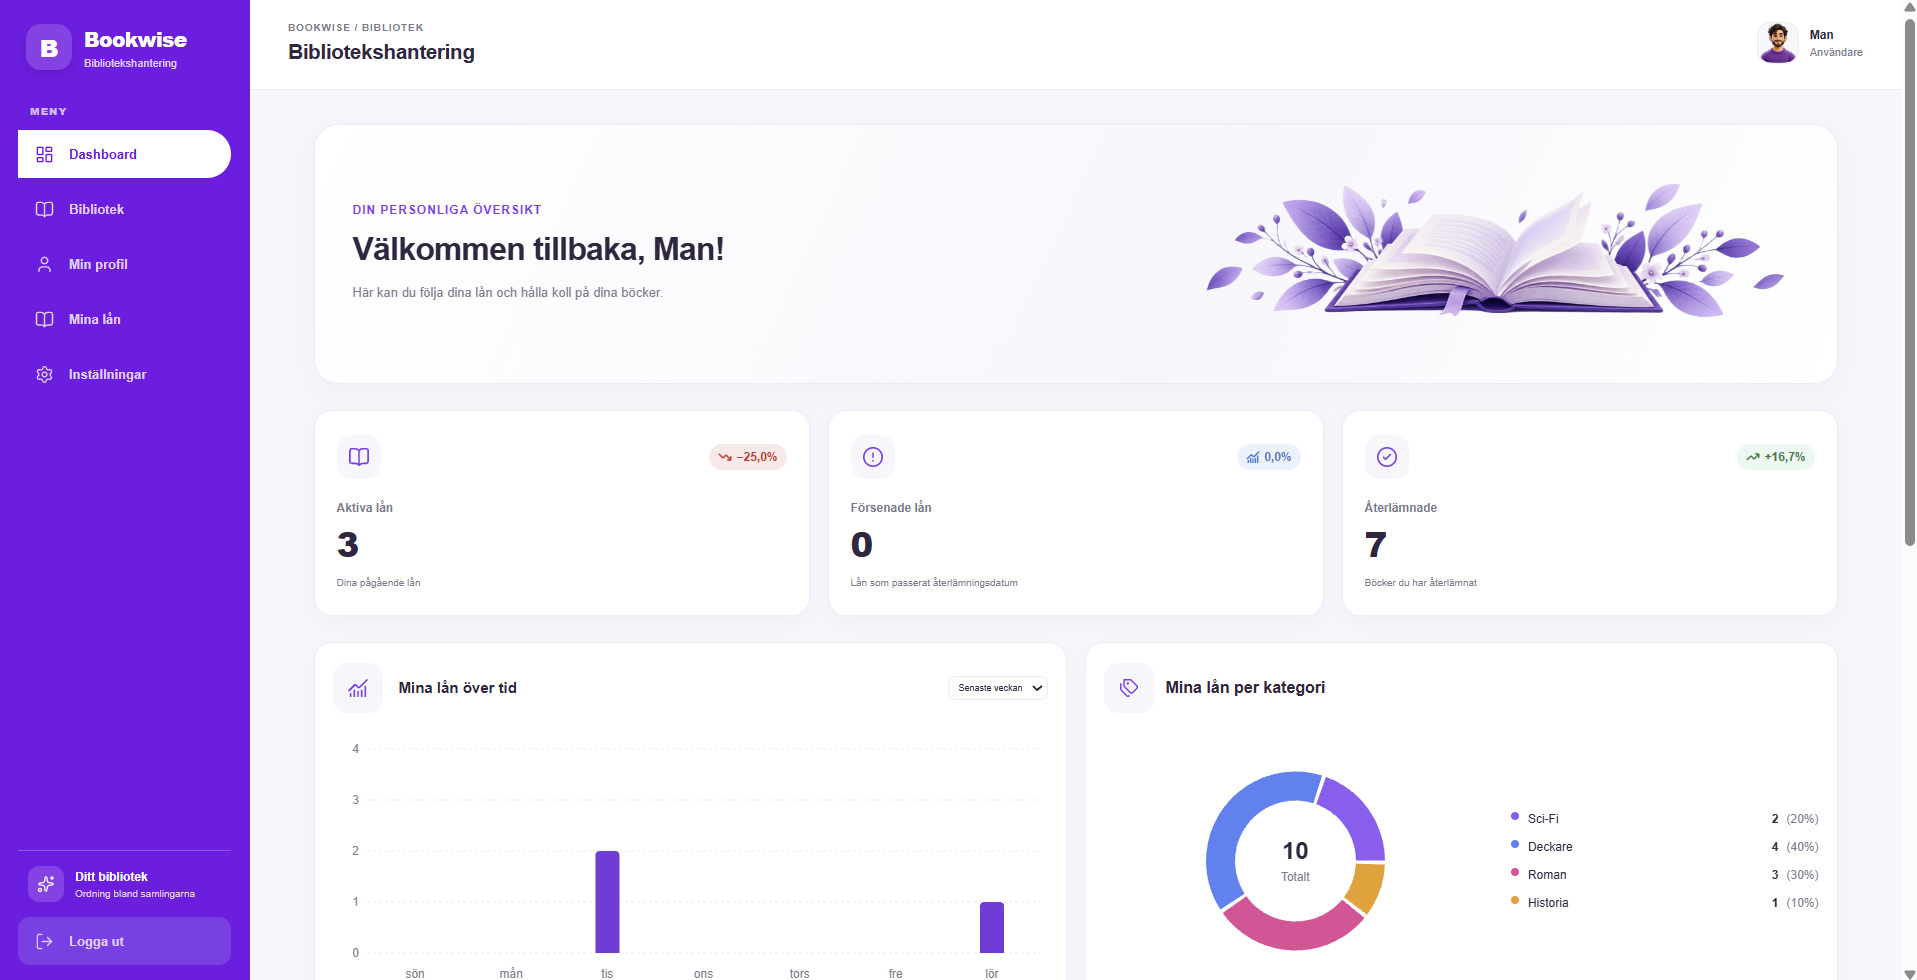 B
Bookwise
Bibliotekshantering
MENY
Dashboard
Bibliotek
Min profil
Mina lån
Inställningar
Ditt bibliotek
Ordning bland samlingarna
Logga ut
BOOKWISE / BIBLIOTEK
Bibliotekshantering
Man
Användare
DIN PERSONLIGA ÖVERSIKT
Välkommen tillbaka, Man!
Här kan du följa dina lån och hålla koll på dina böcker.
−25,0%
Aktiva lån
3
Dina pågående lån
0,0%
Försenade lån
0
Lån som passerat återlämningsdatum
+16,7%
Återlämnade
7
Böcker du har återlämnat
Mina lån över tid
Senaste veckan
4
3
2
1
0
sön mån tis ons tors fre lör
Mina lån per kategori
10
Totalt
Sci-Fi 2 (20%)
Deckare 4 (40%)
Roman 3 (30%)
Historia 1 (10%)